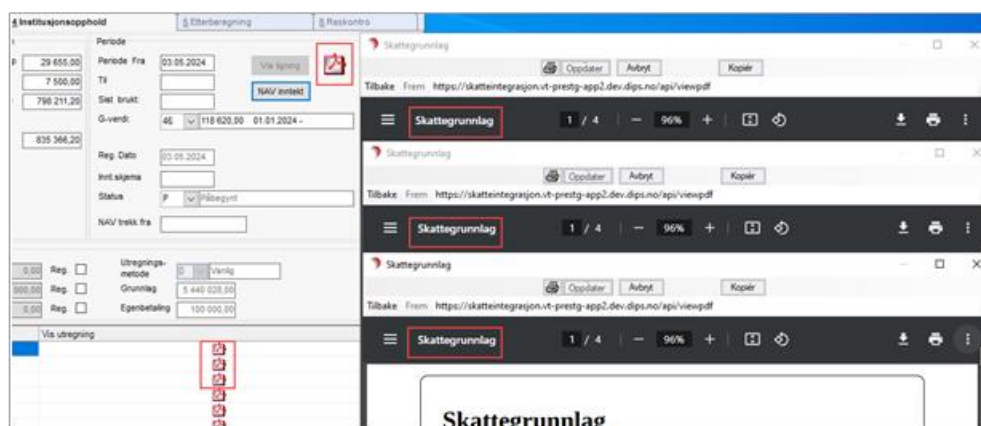 4 Institusjonsopphold
5 Etterberegning
6 Reskontro
Periode
29 655,00
Periode Fra 03.05.2024
Vis ligning
7 500,00
Til
NAV inntekt
798 211,20
Sist brukt
G-verdi: 46 118 620,00 01.01.2024 -
835 366,20
Reg. Dato 03.05.2024
Innt.skjema
Status P Påbegynt
NAV trekk fra
0,00 Reg.
Utregnings-
metode 0 Vanlig
000,00 Reg.
Grunnlag 5 440 028,00
0,00 Reg.
Egenbetaling 100 000,00
Vis utregning
Skattegrunnlag
Oppdater Avbryt Kopiér
Tilbake Frem https://skatteintegrasjon.vt-prestg-app2.dev.dips.no/api/viewpdf
Skattegrunnlag 1 / 4 — 96% +
Skattegrunnlag
Oppdater Avbryt Kopiér
Tilbake Frem https://skatteintegrasjon.vt-prestg-app2.dev.dips.no/api/viewpdf
Skattegrunnlag 1 / 4 — 96% +
Skattegrunnlag
Oppdater Avbryt Kopiér
Tilbake Frem https://skatteintegrasjon.vt-prestg-app2.dev.dips.no/api/viewpdf
Skattegrunnlag 1 / 4 — 96% +
Skattegrunnlag